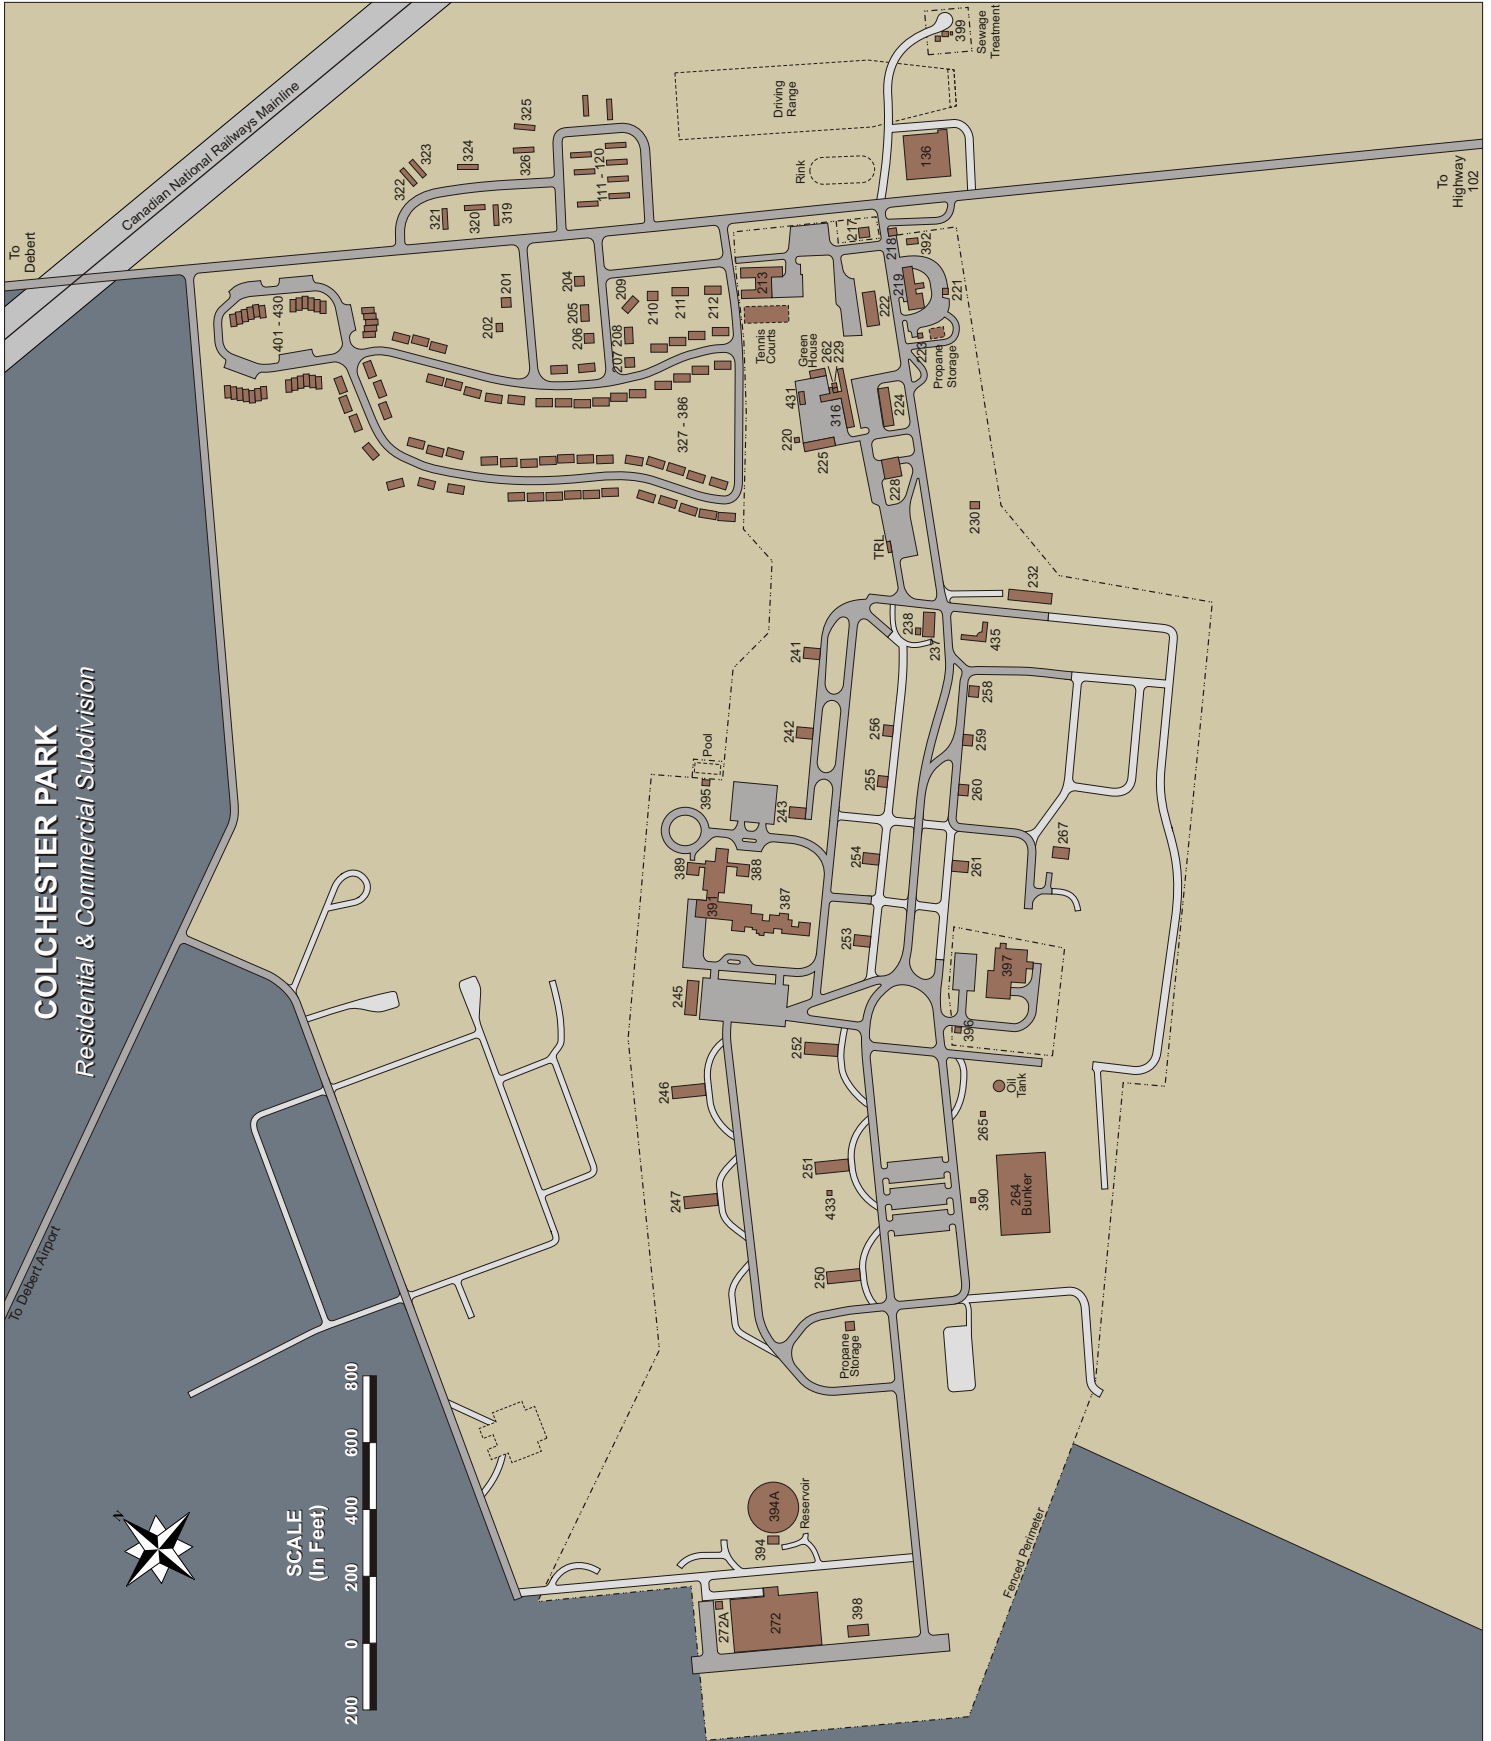 COLCHESTER PARK
Residential & Commercial Subdivision
To
Debert
Canadian National Railways Mainline
To Debert Airport
N
SCALE
(In Feet)
200
0
200
400
600
800
401 - 430
322
323
324
325
326
321
320
319
111 - 120
201
202
204
205
206
207
208
209
210
211
212
327 - 386
Driving
Range
Rink
399
Sewage
Treatment
136
To
Highway
102
213
Tennis
Courts
217
218
392
219
221
222
223
Propane
Storage
Green
House
262
229
431
316
224
220
225
228
TRL
230
232
238
237
435
241
242
243
256
255
254
253
258
259
260
261
267
Pool
395
389
388
391
387
245
397
396
252
246
247
251
433
250
Oil
Tank
265
390
264
Bunker
Propane
Storage
394A
Reservoir
394
272A
272
398
Fenced Perimeter